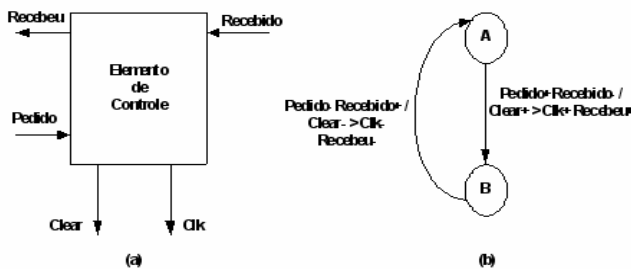 Recebeu
Recebido
Elemento
de
Controle
Pedido
Clear
Clk
(a)
A
Pedido- Recebido+ /
Clear- >Clk-
Recebeu-
Pedido+Recebido- /
Clear+ >Clk+ Recebeu+
B
(b)